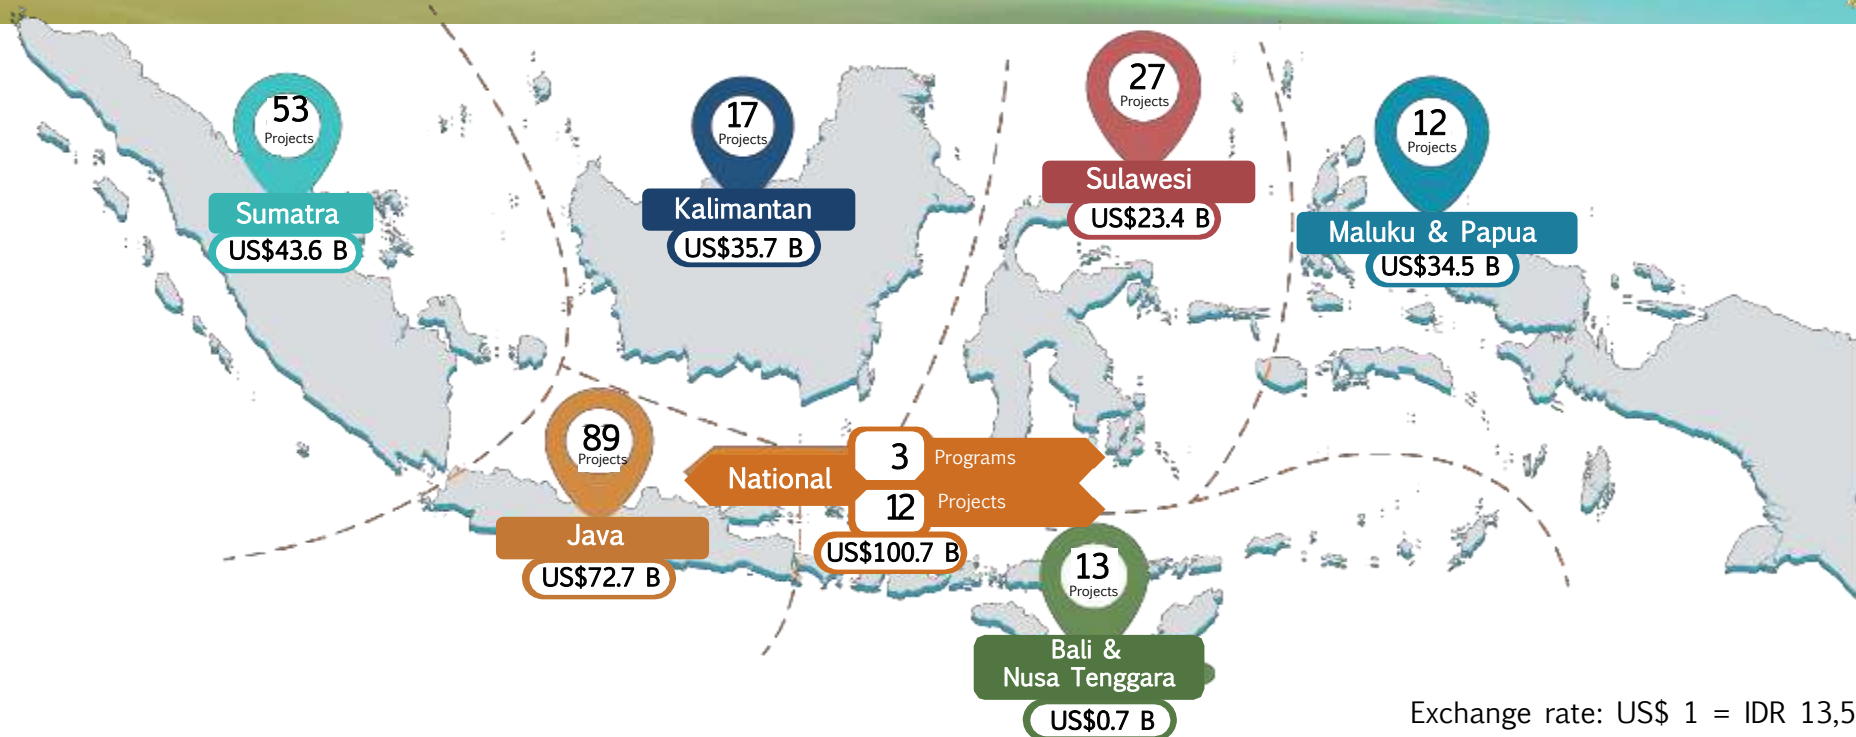 53
Projects
Sumatra
US$43.6 B
17
Projects
Kalimantan
US$35.7 B
27
Projects
Sulawesi
US$23.4 B
12
Projects
Maluku & Papua
US$34.5 B
89
Projects
Java
US$72.7 B
National
3 Programs
12 Projects
US$100.7 B
13
Projects
Bali &
Nusa Tenggara
US$0.7 B
Exchange rate: US$ 1 = IDR 13,5